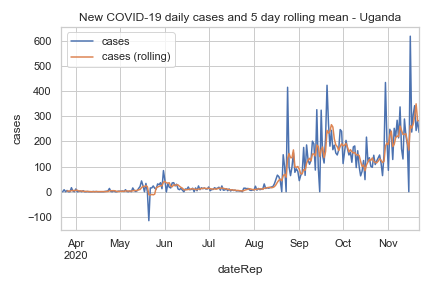 New COVID-19 daily cases and 5 day rolling mean - Uganda
cases
cases (rolling)
600
500
400
300
200
100
0
−100
cases
Apr
2020
May
Jun
Jul
Aug
Sep
Oct
Nov
dateRep